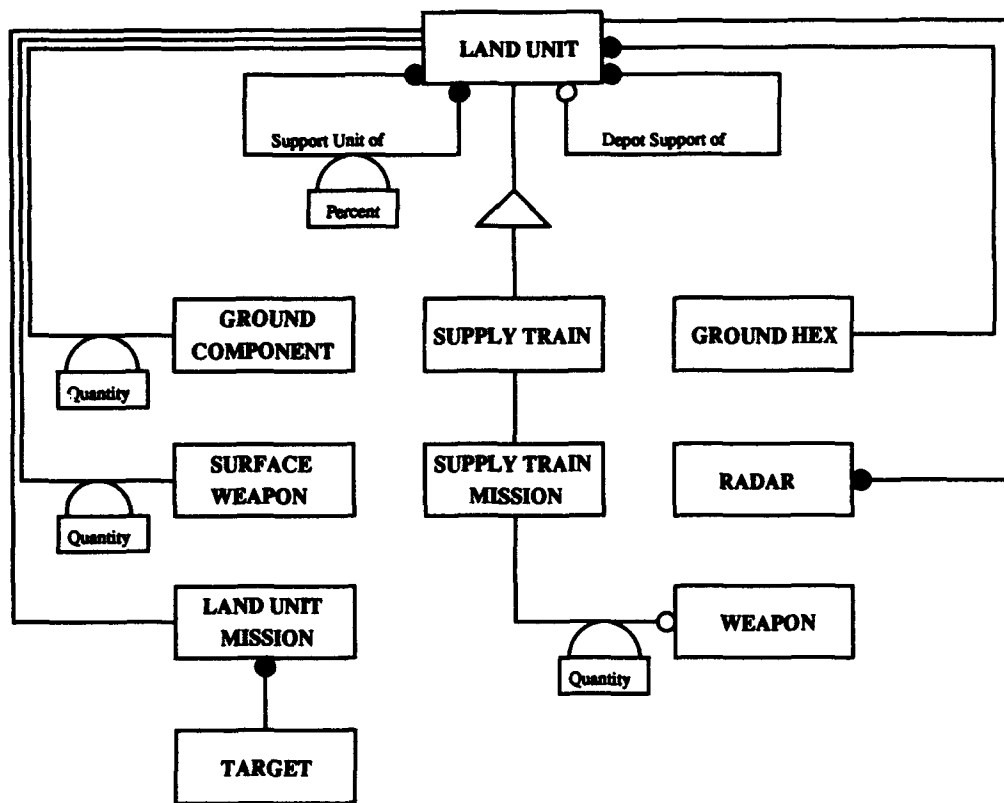 LAND UNIT
Support Unit of
Depot Support of
Percent
GROUND
COMPONENT
SUPPLY TRAIN
GROUND HEX
Quantity
SURFACE
WEAPON
SUPPLY TRAIN
MISSION
RADAR
Quantity
LAND UNIT
MISSION
WEAPON
Quantity
TARGET